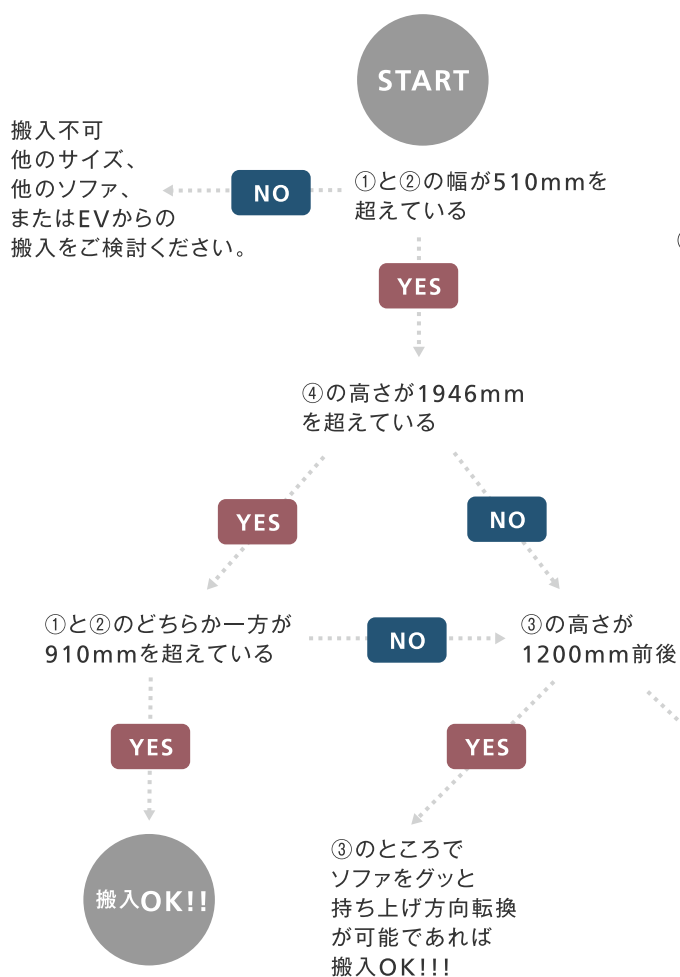 START
搬入不可
他のサイズ、
他のソファ、
またはEVからの
搬入をご検討ください。
NO
①と②の幅が510mmを
超えている
YES
④の高さが1946mm
を超えている
YES
NO
①と②のどちらか一方が
910mmを超えている
NO
③の高さが
1200mm前後
YES
YES
搬入OK!!
③のところで
ソファをグッと
持ち上げ方向転換
が可能であれば
搬入OK!!!